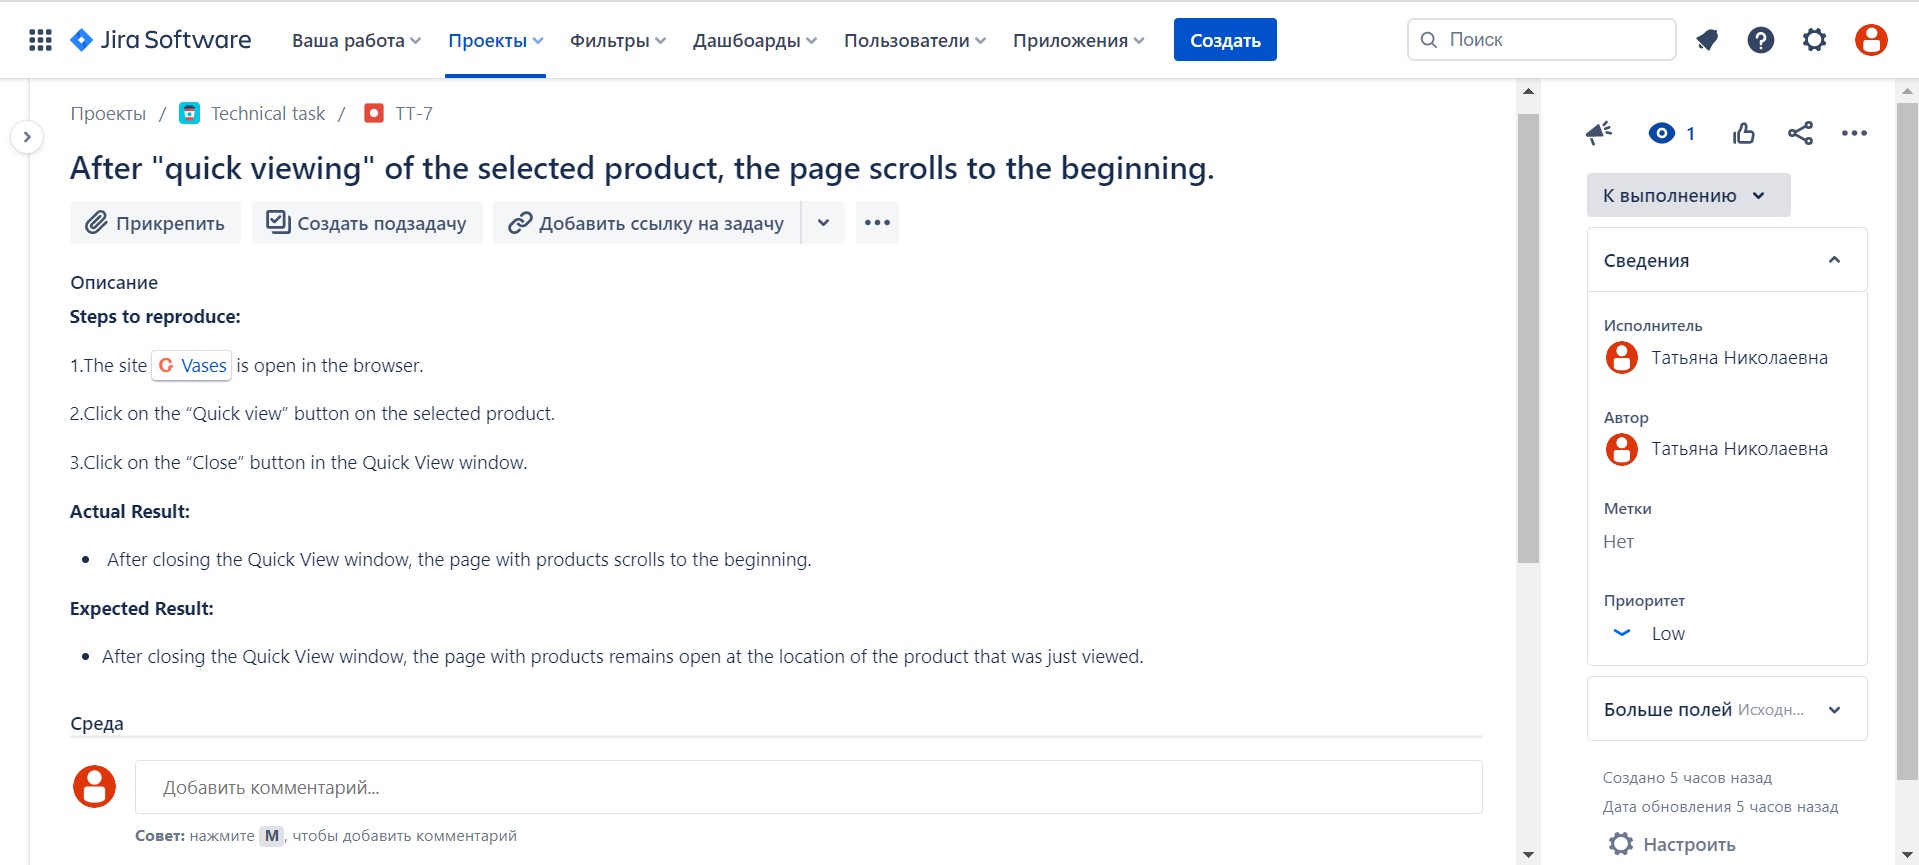 Jira Software Ваша работа Проекты Фильтры Дашбоарды Пользователи Приложения Создать Поиск
Проекты / Technical task / TT-7
After "quick viewing" of the selected product, the page scrolls to the beginning.
Прикрепить Создать подзадачу Добавить ссылку на задачу
Описание
Steps to reproduce:
1.The site Vases is open in the browser.
2.Click on the “Quick view” button on the selected product.
3.Click on the “Close” button in the Quick View window.
Actual Result:
• After closing the Quick View window, the page with products scrolls to the beginning.
Expected Result:
• After closing the Quick View window, the page with products remains open at the location of the product that was just viewed.
Среда
Добавить комментарий...
Совет: нажмите M, чтобы добавить комментарий
1
К выполнению
Сведения
Исполнитель
Татьяна Николаевна
Автор
Татьяна Николаевна
Метки
Нет
Приоритет
Low
Больше полей Исходн...
Создано 5 часов назад
Дата обновления 5 часов назад
Настроить